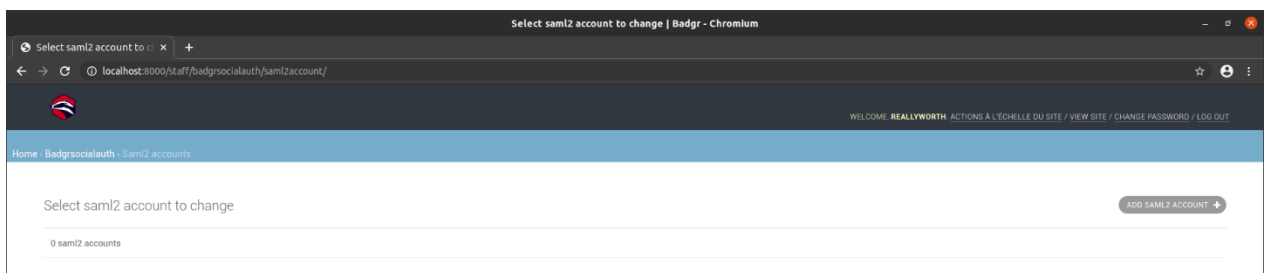 Select saml2 account to change | Badgr - Chromium
Select saml2 account to c
localhost:8000/staff/badgrsocialauth/saml2account/
WELCOME, REALLYWORTH. ACTIONS À L'ÉCHELLE DU SITE / VIEW SITE / CHANGE PASSWORD / LOG OUT
Home › Badgrsocialauth › Saml2 accounts
Select saml2 account to change
ADD SAML2 ACCOUNT +
0 saml2 accounts